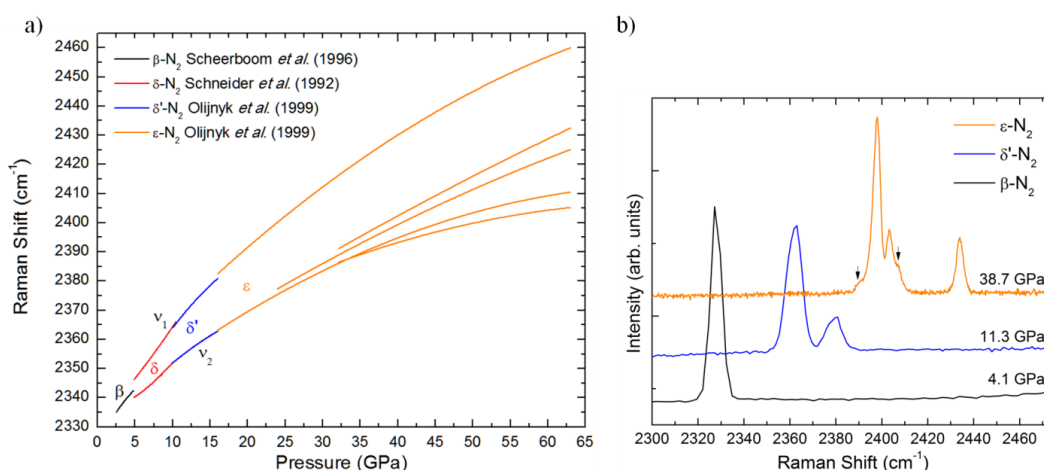 a)
2460
2450
2440
2430
2420
2410
2400
2390
2380
2370
2360
2350
2340
2330
Raman Shift (cm⁻¹)
β-N₂ Scheerboom et al. (1996)
δ-N₂ Schneider et al. (1992)
δ'-N₂ Olijnyk et al. (1999)
ε-N₂ Olijnyk et al. (1999)
ε
ν₁
δ'
δ
ν₂
β
0 5 10 15 20 25 30 35 40 45 50 55 60 65
Pressure (GPa)
b)
Intensity (arb. units)
ε-N₂
δ'-N₂
β-N₂
38.7 GPa
11.3 GPa
4.1 GPa
2300 2320 2340 2360 2380 2400 2420 2440 2460
Raman Shift (cm⁻¹)